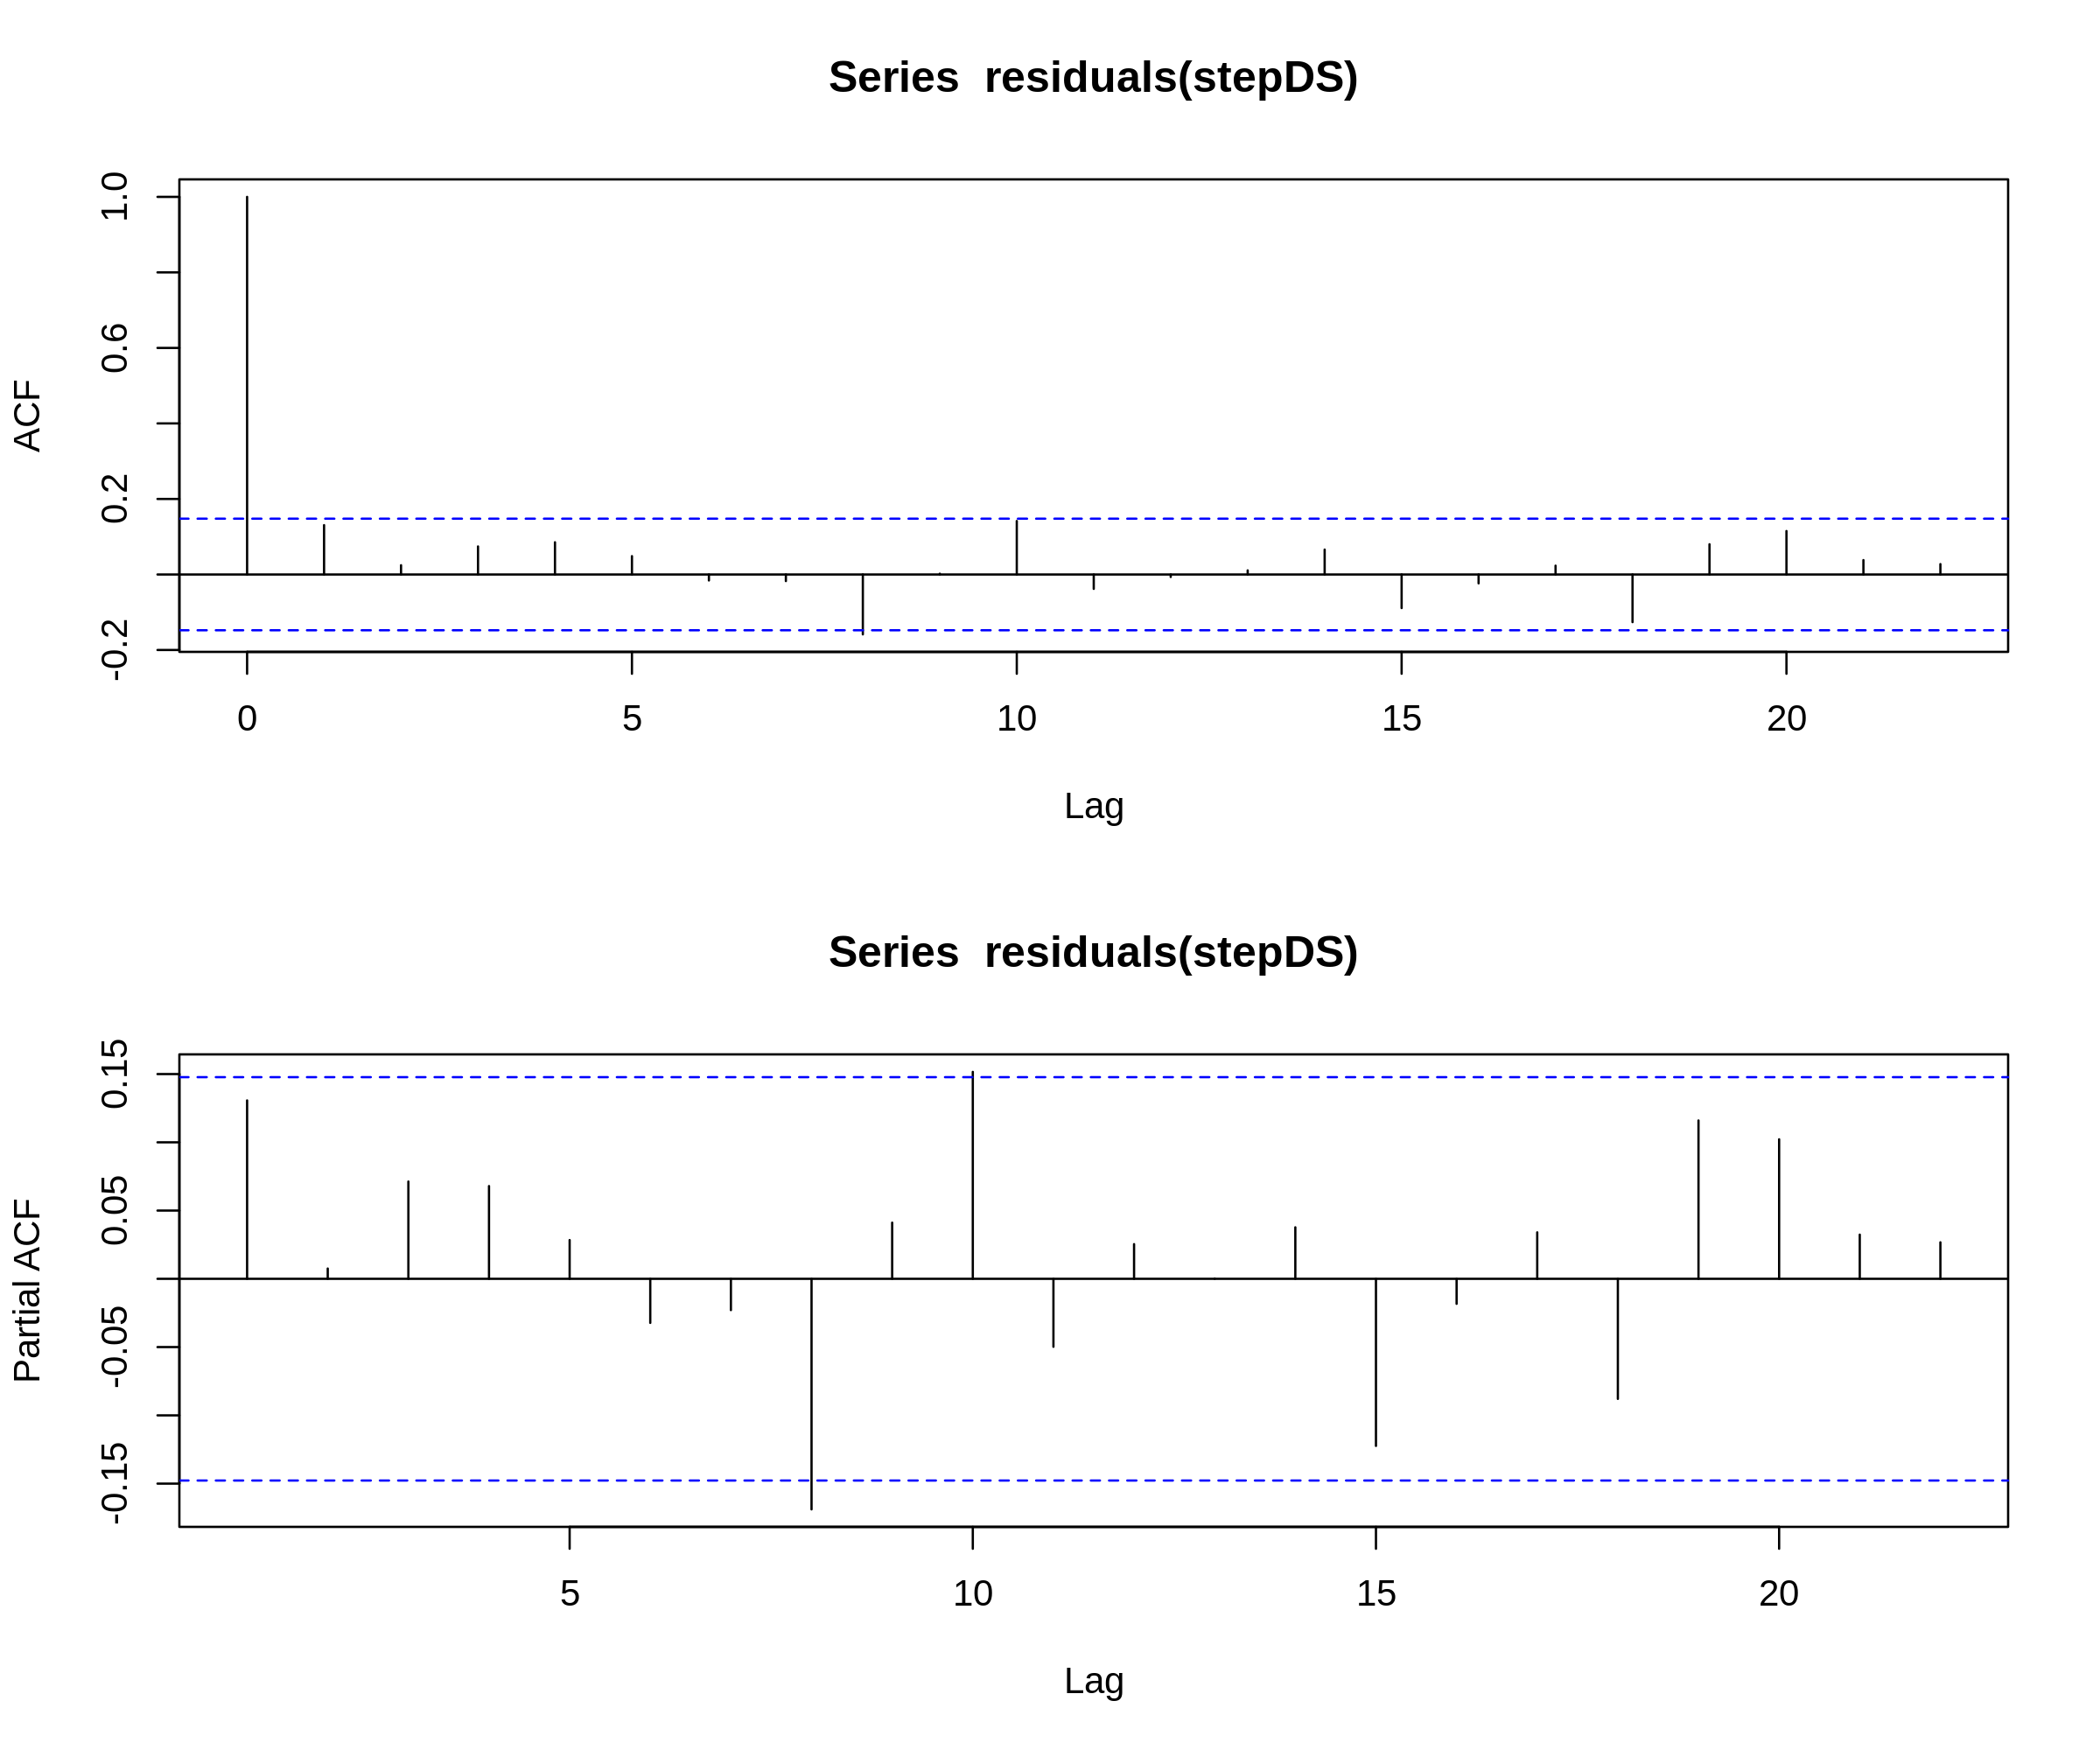 Series  residuals(stepDS)
1.0
0.6
0.2
-0.2
ACF
0 5 10 15 20
Lag
Series  residuals(stepDS)
0.15
0.05
-0.05
-0.15
Partial ACF
5 10 15 20
Lag